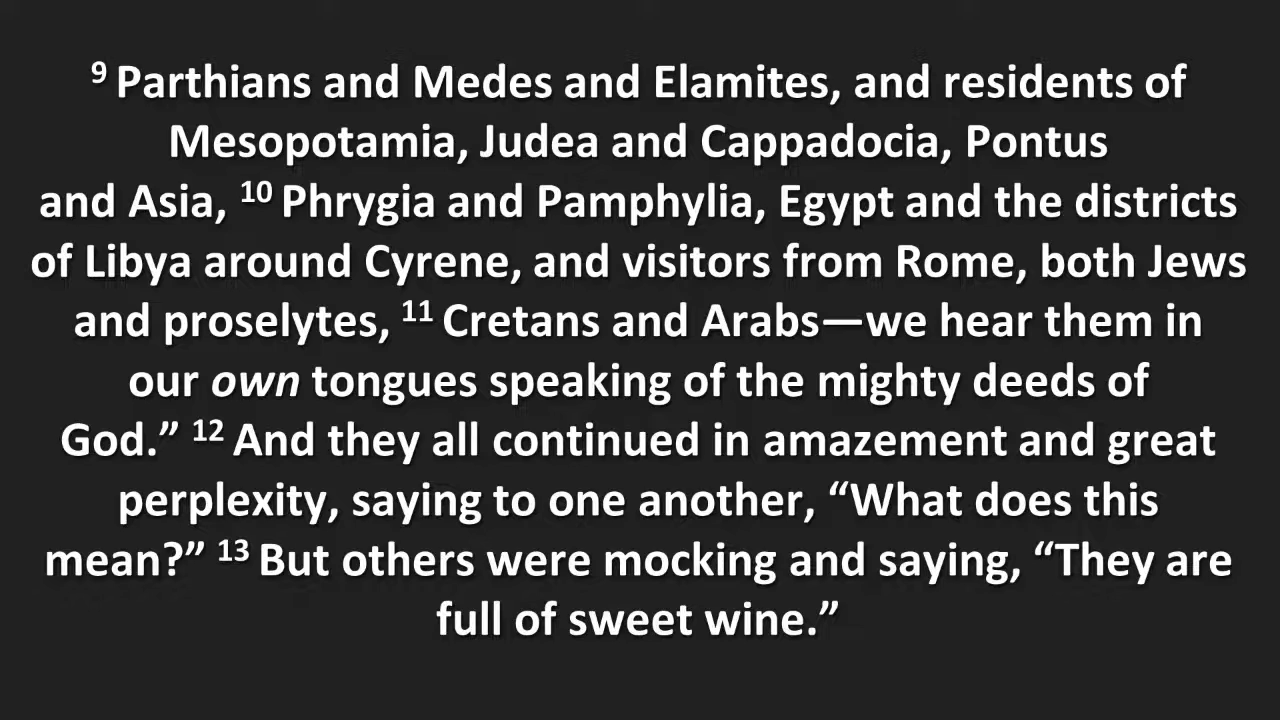 9 Parthians and Medes and Elamites, and residents of
Mesopotamia, Judea and Cappadocia, Pontus
and Asia, 10 Phrygia and Pamphylia, Egypt and the districts
of Libya around Cyrene, and visitors from Rome, both Jews
and proselytes, 11 Cretans and Arabs—we hear them in
our own tongues speaking of the mighty deeds of
God.” 12 And they all continued in amazement and great
perplexity, saying to one another, “What does this
mean?” 13 But others were mocking and saying, “They are
full of sweet wine.”